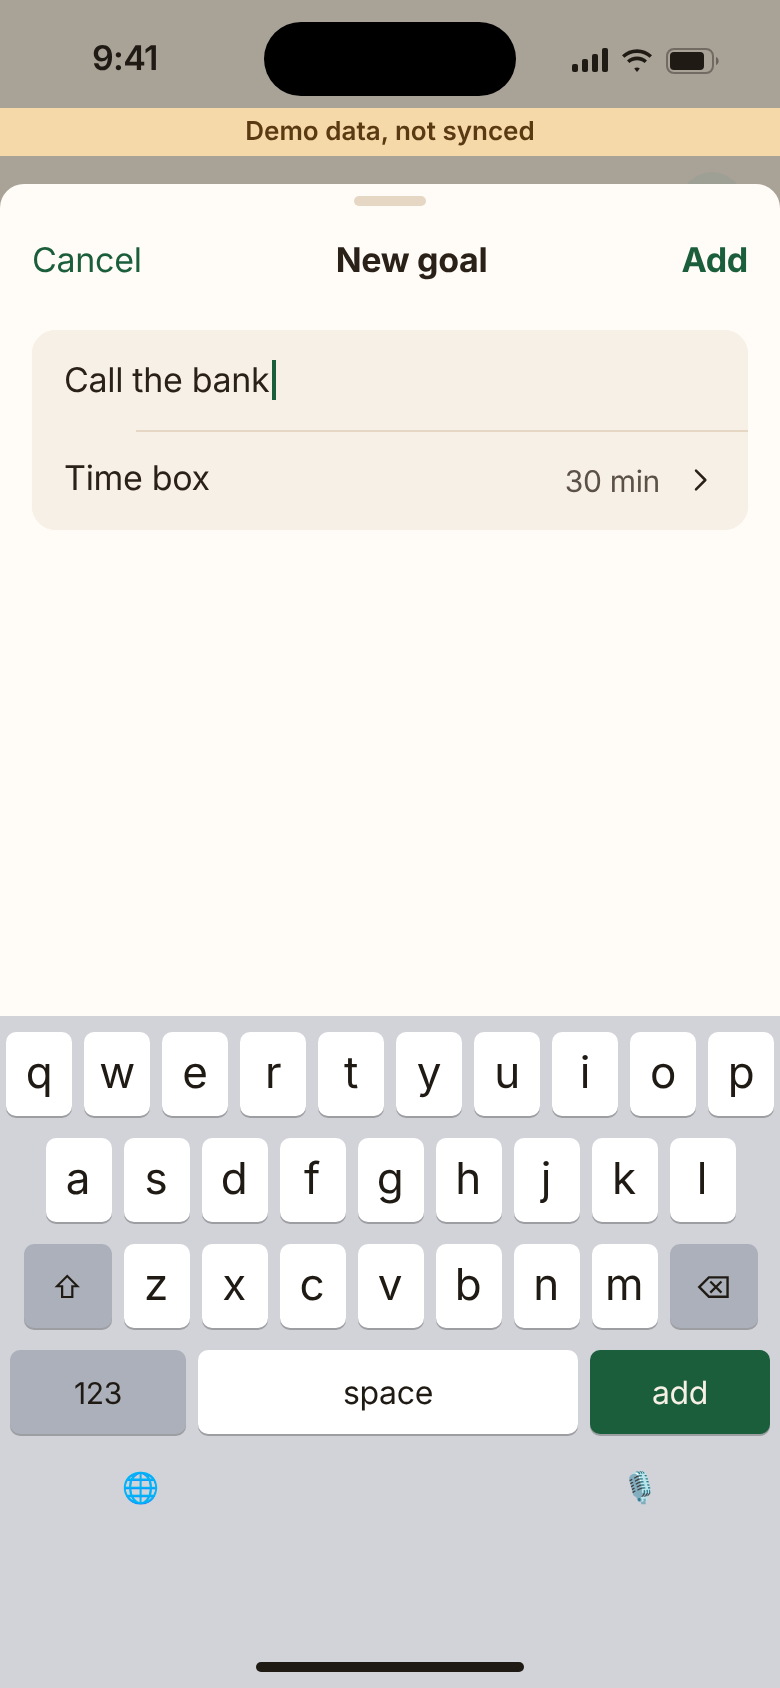 9:41
Demo data, not synced
Cancel New goal Add
Call the bank
Time box 30 min
q w e r t y u i o p
a s d f g h j k l
z x c v b n m
123 space add